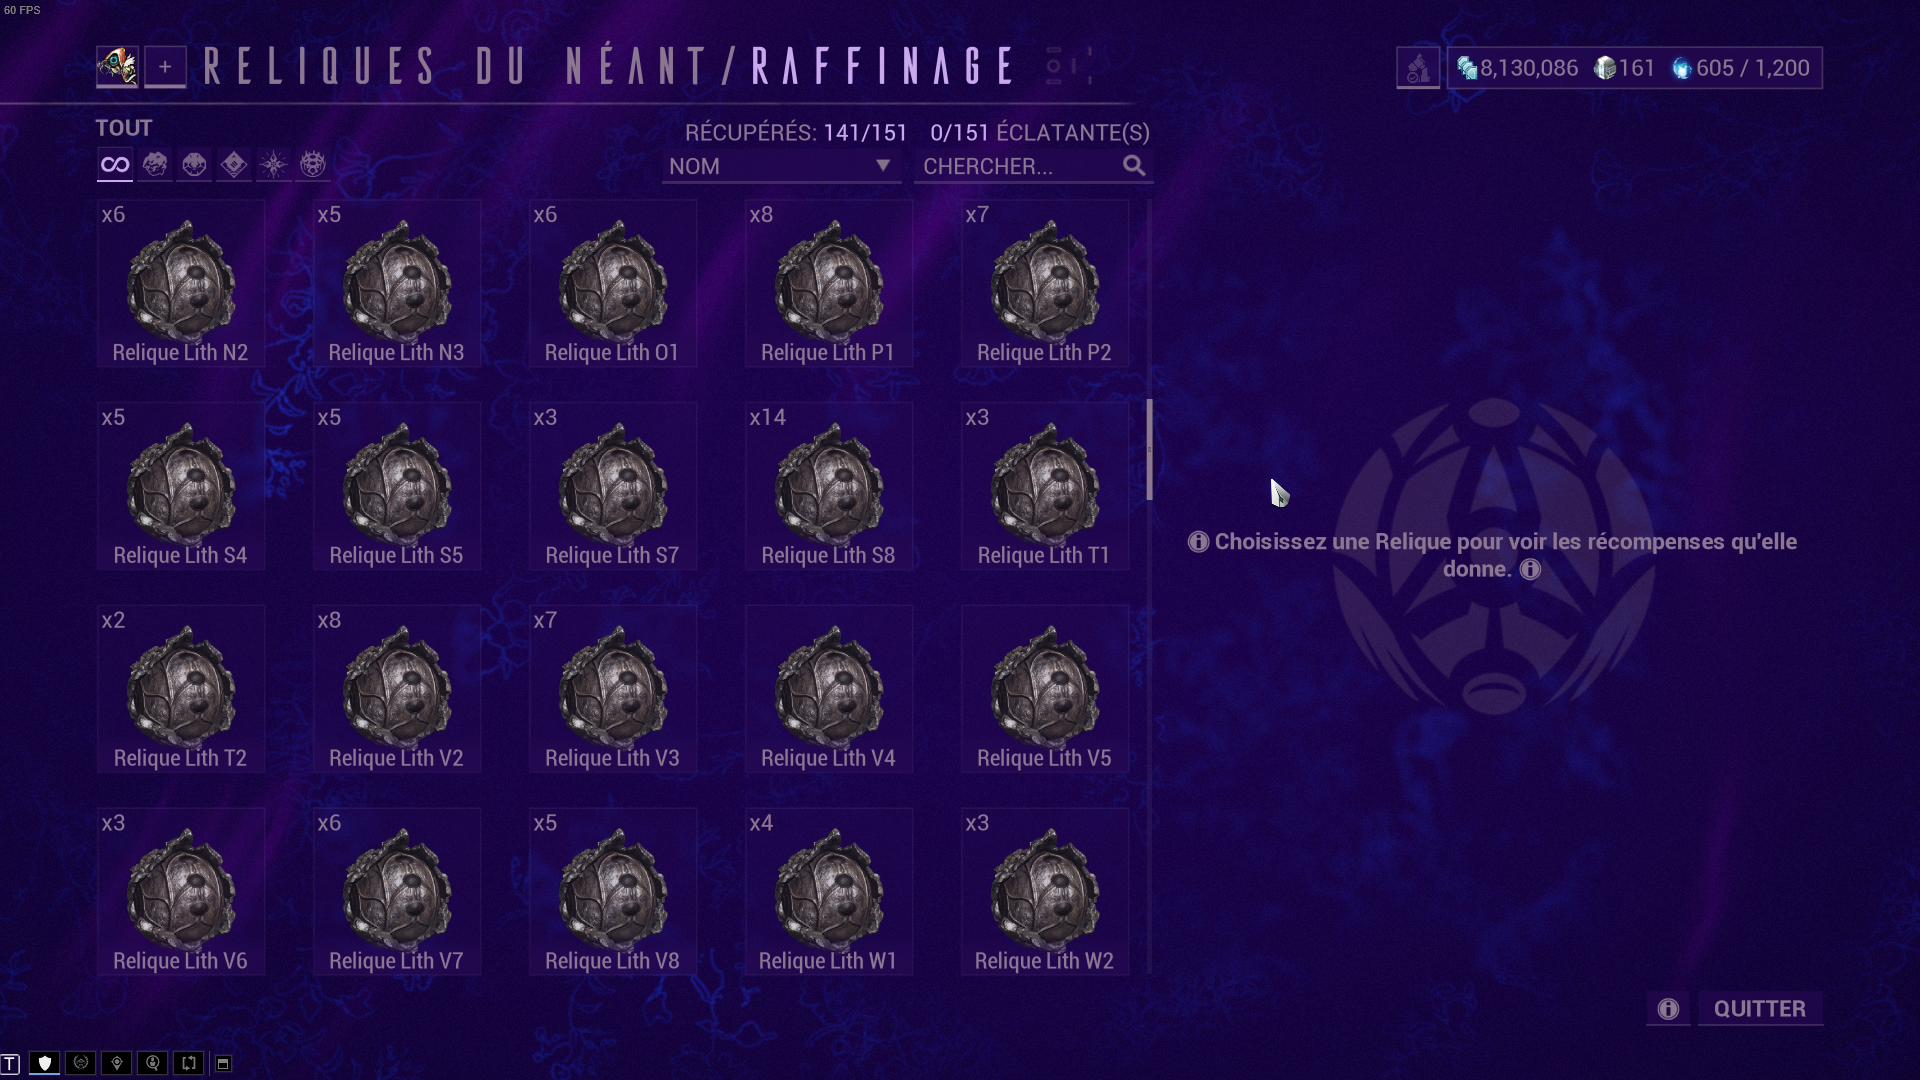 60 FPS
+
RELIQUES DU NÉANT/RAFFINAGE
8,130,086 161 605 / 1,200
TOUT
RÉCUPÉRÉS: 141/151 0/151 ÉCLATANTE(S)
NOM
CHERCHER...
x6 x5 x6 x8 x7
Relique Lith N2 Relique Lith N3 Relique Lith O1 Relique Lith P1 Relique Lith P2
x5 x5 x3 x14 x3
Relique Lith S4 Relique Lith S5 Relique Lith S7 Relique Lith S8 Relique Lith T1
x2 x8 x7
Relique Lith T2 Relique Lith V2 Relique Lith V3 Relique Lith V4 Relique Lith V5
x3 x6 x5 x4 x3
Relique Lith V6 Relique Lith V7 Relique Lith V8 Relique Lith W1 Relique Lith W2
Choisissez une Relique pour voir les récompenses qu'elle
donne.
QUITTER
T